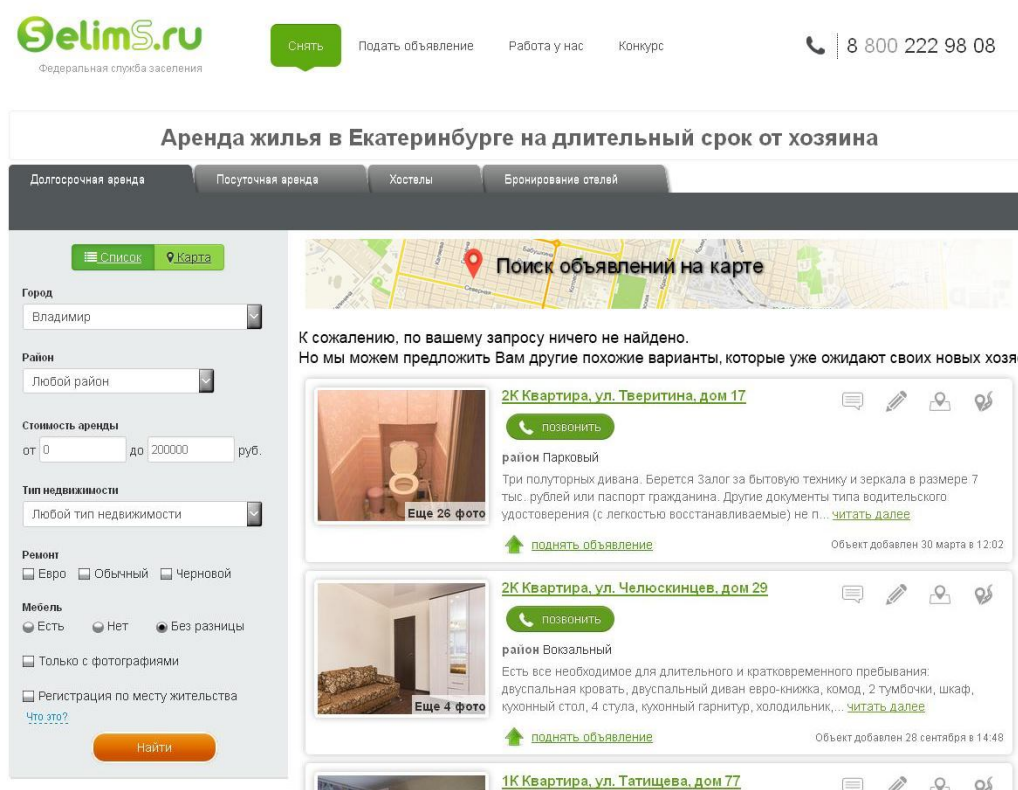 SelimS.ru
Федеральная служба заселения
Снять
Подать объявление
Работа у нас
Конкурс
8 800 222 98 08
Аренда жилья в Екатеринбурге на длительный срок от хозяина
Долгосрочная аренда
Посуточная аренда
Хостелы
Бронирование отелей
Список
Карта
Город
Владимир
Район
Любой район
Стоимость аренды
от 0 до 200000 руб.
Тип недвижимости
Любой тип недвижимости
Ремонт
Евро Обычный Черновой
Мебель
Есть Нет Без разницы
Только с фотографиями
Регистрация по месту жительства
Что это?
Найти
Поиск объявлений на карте
К сожалению, по вашему запросу ничего не найдено.
Но мы можем предложить Вам другие похожие варианты, которые уже ожидают своих новых хозя
Еще 26 фото
2К Квартира, ул. Тверитина, дом 17
позвонить
район Парковый
Три полуторных дивана. Берется Залог за бытовую технику и зеркала в размере 7
тыс. рублей или паспорт гражданина. Другие документы типа водительского
удостоверения (с легкостью восстанавливаемые) не п... читать далее
поднять объявление
Объект добавлен 30 марта в 12:02
Еще 4 фото
2К Квартира, ул. Челюскинцев, дом 29
позвонить
район Вокзальный
Есть все необходимое для длительного и кратковременного пребывания:
двуспальная кровать, двуспальный диван евро-книжка, комод, 2 тумбочки, шкаф,
кухонный стол, 4 стула, кухонный гарнитур, холодильник,... читать далее
поднять объявление
Объект добавлен 28 сентября в 14:48
1К Квартира, ул. Татищева, дом 77